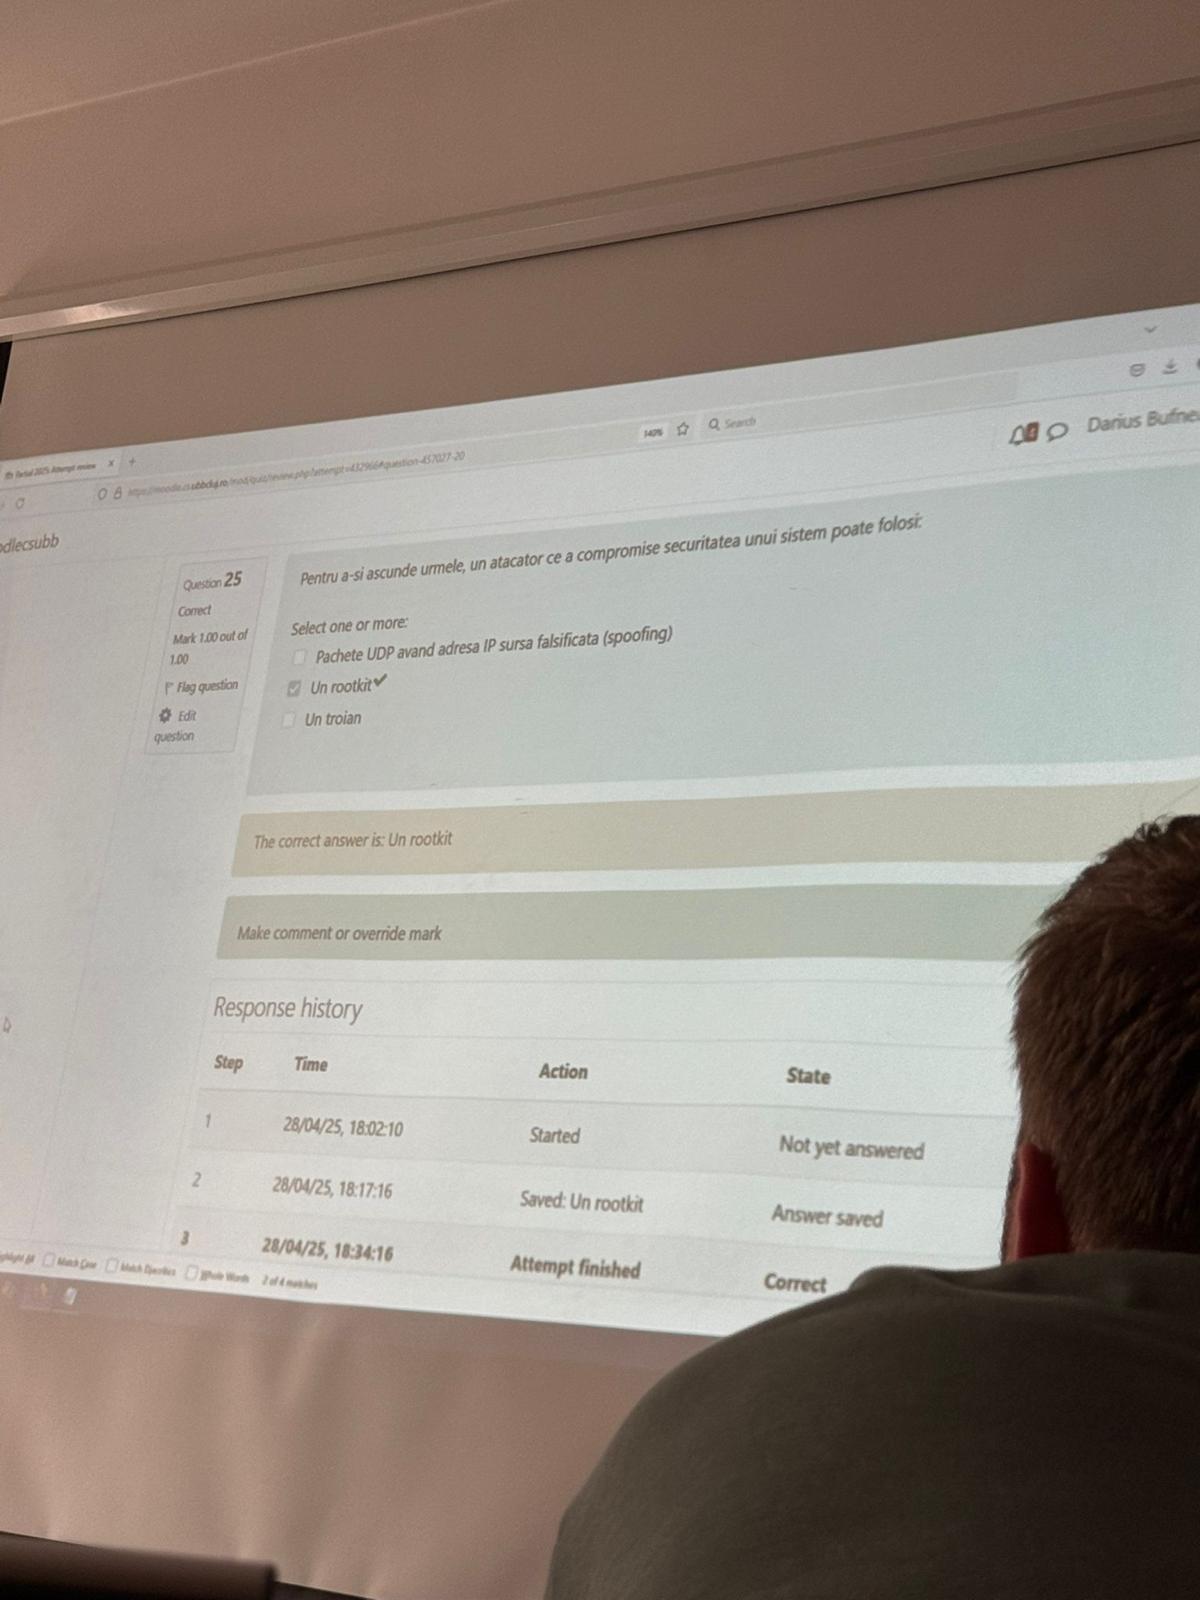 Partial 2025: Attempt review
https://moodle.cs.ubbcluj.ro/mod/quiz/review.php?attempt=432966#question-457027-20
140%
Search
Darius Bufne
odlecsubb
Question 25
Correct
Mark 1.00 out of
1.00
Flag question
Edit
question
Pentru a-si ascunde urmele, un atacator ce a compromise securitatea unui sistem poate folosi:
Select one or more:
Pachete UDP avand adresa IP sursa falsificata (spoofing)
Un rootkit
Un troian
The correct answer is: Un rootkit
Make comment or override mark
Response history
Step Time Action State
1 28/04/25, 18:02:10 Started Not yet answered
2 28/04/25, 18:17:16 Saved: Un rootkit Answer saved
3 28/04/25, 18:34:16 Attempt finished Correct
Match Case Match Diacritics Whole Words 2 of 4 matches